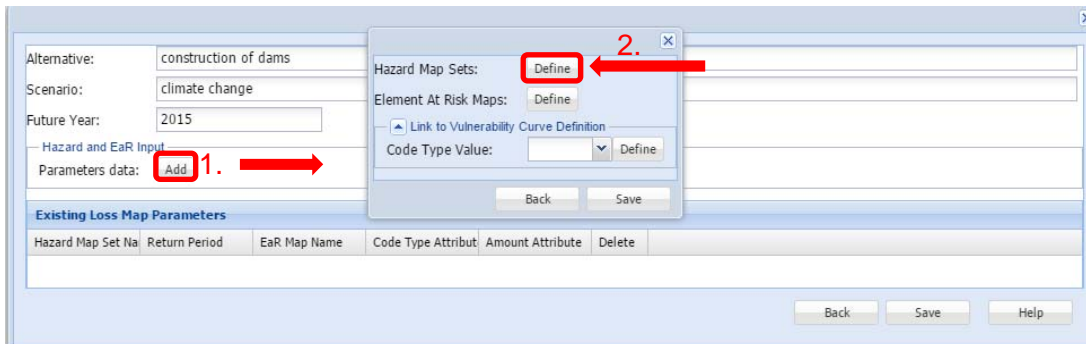 Alternative: construction of dams
Scenario: climate change
Future Year: 2015
Hazard and EaR Input
Parameters data: Add 1.
2.
Hazard Map Sets: Define
Element At Risk Maps: Define
Link to Vulnerability Curve Definition
Code Type Value: Define
Back Save
Existing Loss Map Parameters
Hazard Map Set Na Return Period EaR Map Name Code Type Attribut Amount Attribute Delete
Back Save Help